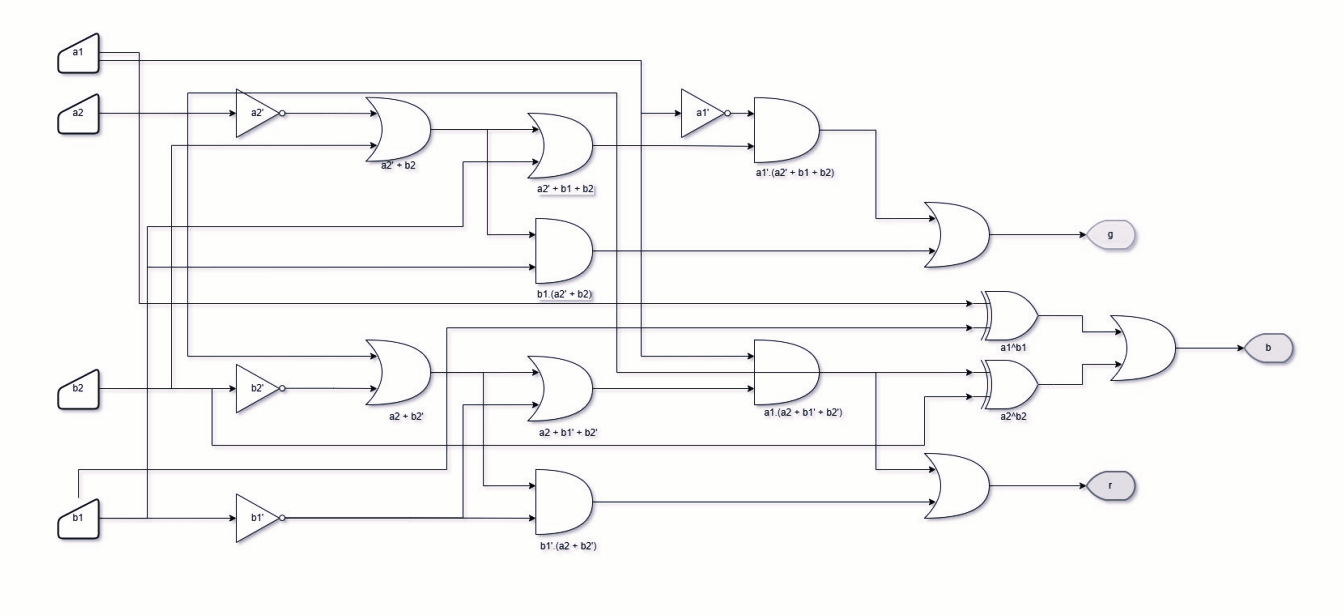 a1
a2
a2'
a1'
a2' + b2
a1'.(a2' + b1 + b2)
a2' + b1 + b2
g
b1.(a2' + b2)
a1^b1
b
b2
b2'
a2 + b2'
a1.(a2 + b1' + b2')
a2^b2
a2 + b1' + b2'
r
b1
b1'
b1'.(a2 + b2')